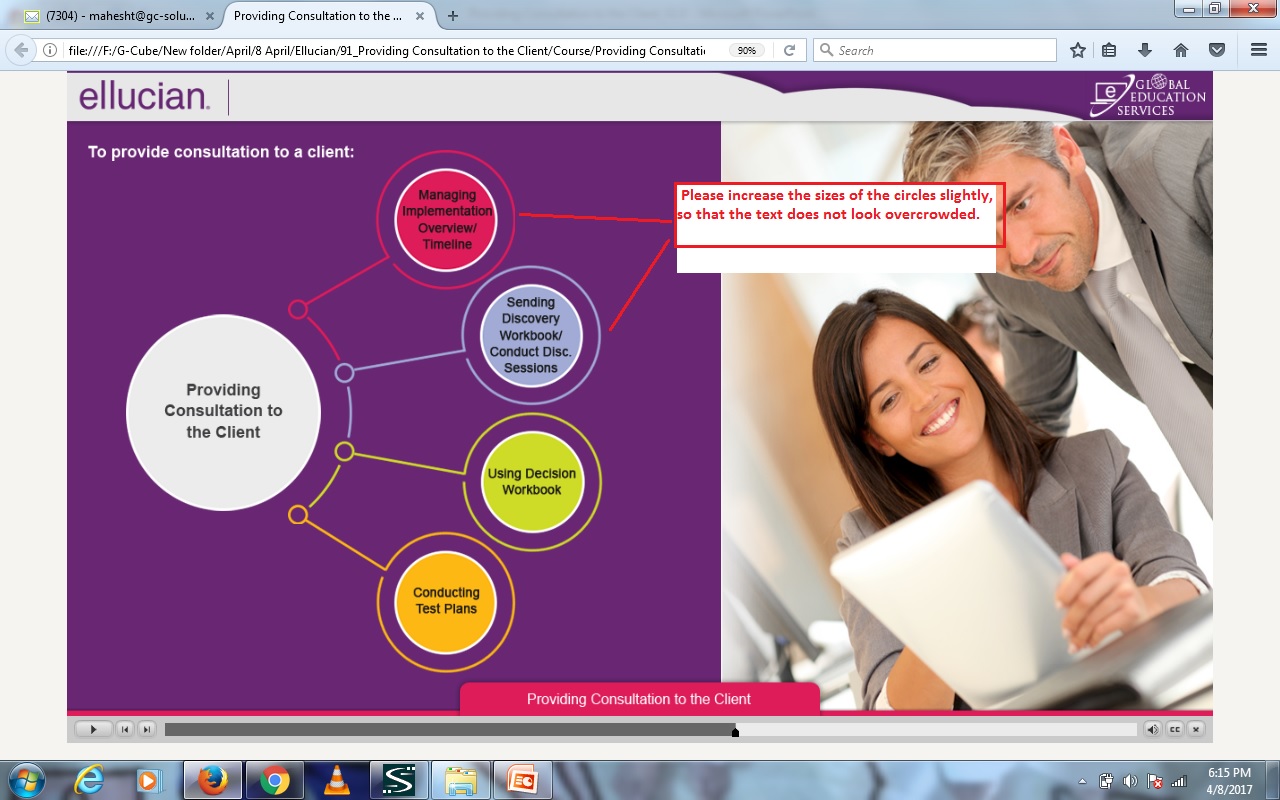 (7304) - mahesht@gc-solu...
Providing Consultation to the ...
file:///F:/G-Cube/New folder/April/8 April/Ellucian/91_Providing Consultation to the Client/Course/Providing Consultati
90%
Search
ellucian.
GLOBAL
EDUCATION
SERVICES
To provide consultation to a client:
Managing
Implementation
Overview/
Timeline
Please increase the sizes of the circles slightly,
so that the text does not look overcrowded.
Sending
Discovery
Workbook/
Conduct Disc.
Sessions
Providing
Consultation to
the Client
Using Decision
Workbook
Conducting
Test Plans
Providing Consultation to the Client
CC
6:15 PM
4/8/2017